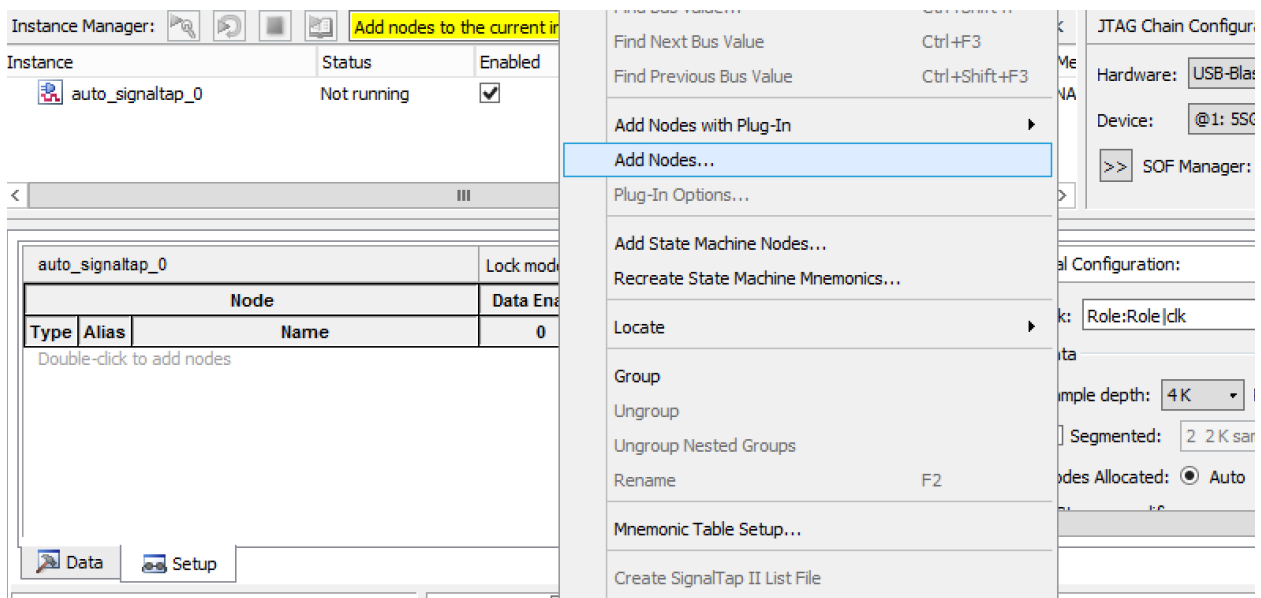 Instance Manager:
Add nodes to the current in
JTAG Chain Configura
Instance Status Enabled
auto_signaltap_0 Not running
Hardware: USB-Blas
Device: @1: 5SG
>> SOF Manager:
Find Next Bus Value Ctrl+F3
Find Previous Bus Value Ctrl+Shift+F3
Add Nodes with Plug-In
Add Nodes...
Plug-In Options...
Add State Machine Nodes...
Recreate State Machine Mnemonics...
Locate
Group
Ungroup
Ungroup Nested Groups
Rename F2
Mnemonic Table Setup...
Create SignalTap II List File
auto_signaltap_0 Lock mode
Node Data Ena
Type Alias Name 0
Double-click to add nodes
Data Setup
al Configuration:
k: Role:Role|clk
ata
ample depth: 4 K
Segmented: 2 2 K sam
odes Allocated: Auto